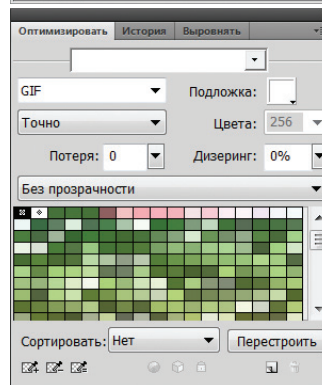 Оптимизировать История Выровнять
GIF Подложка:
Точно Цвета: 256
Потеря: 0 Дизеринг: 0%
Без прозрачности
Сортировать: Нет Перестроить